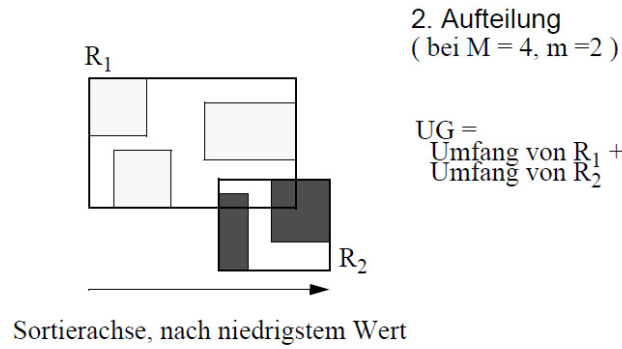 2. Aufteilung
( bei M = 4, m =2 )
R1
UG =
Umfang von R1 +
Umfang von R2
R2
Sortierachse, nach niedrigstem Wert